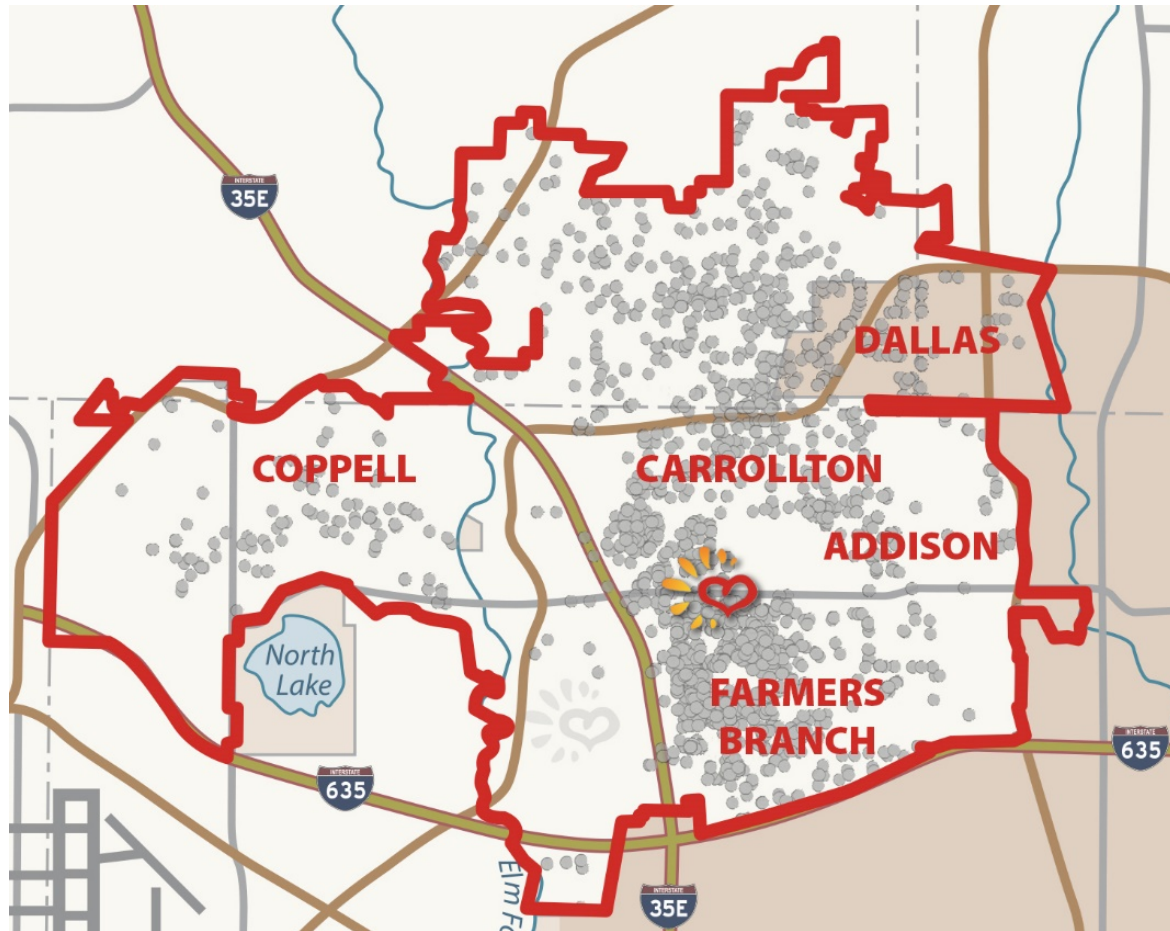 INTERSTATE
35E
DALLAS
COPPELL
CARROLLTON
ADDISON
North
Lake
FARMERS
BRANCH
INTERSTATE
635
INTERSTATE
635
Elm Fo
INTERSTATE
35E